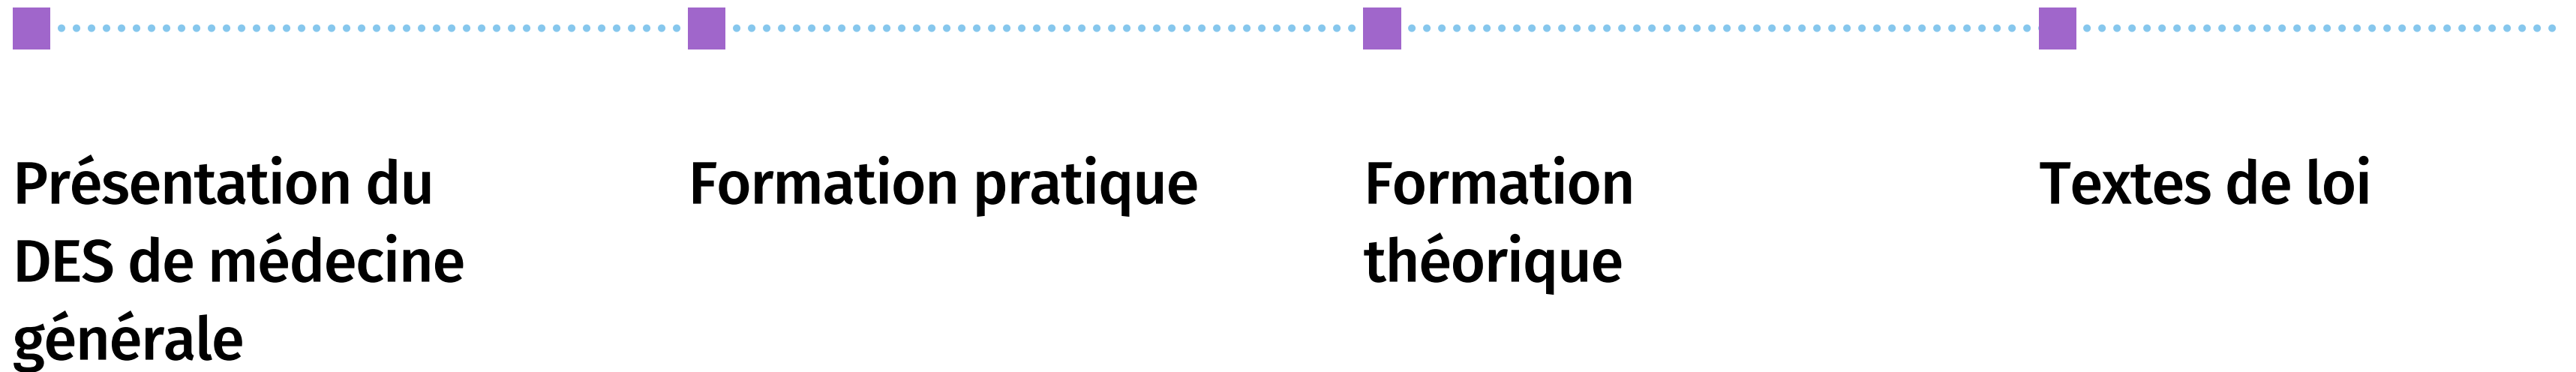 Présentation du
DES de médecine
générale
Formation pratique
Formation
théorique
Textes de loi